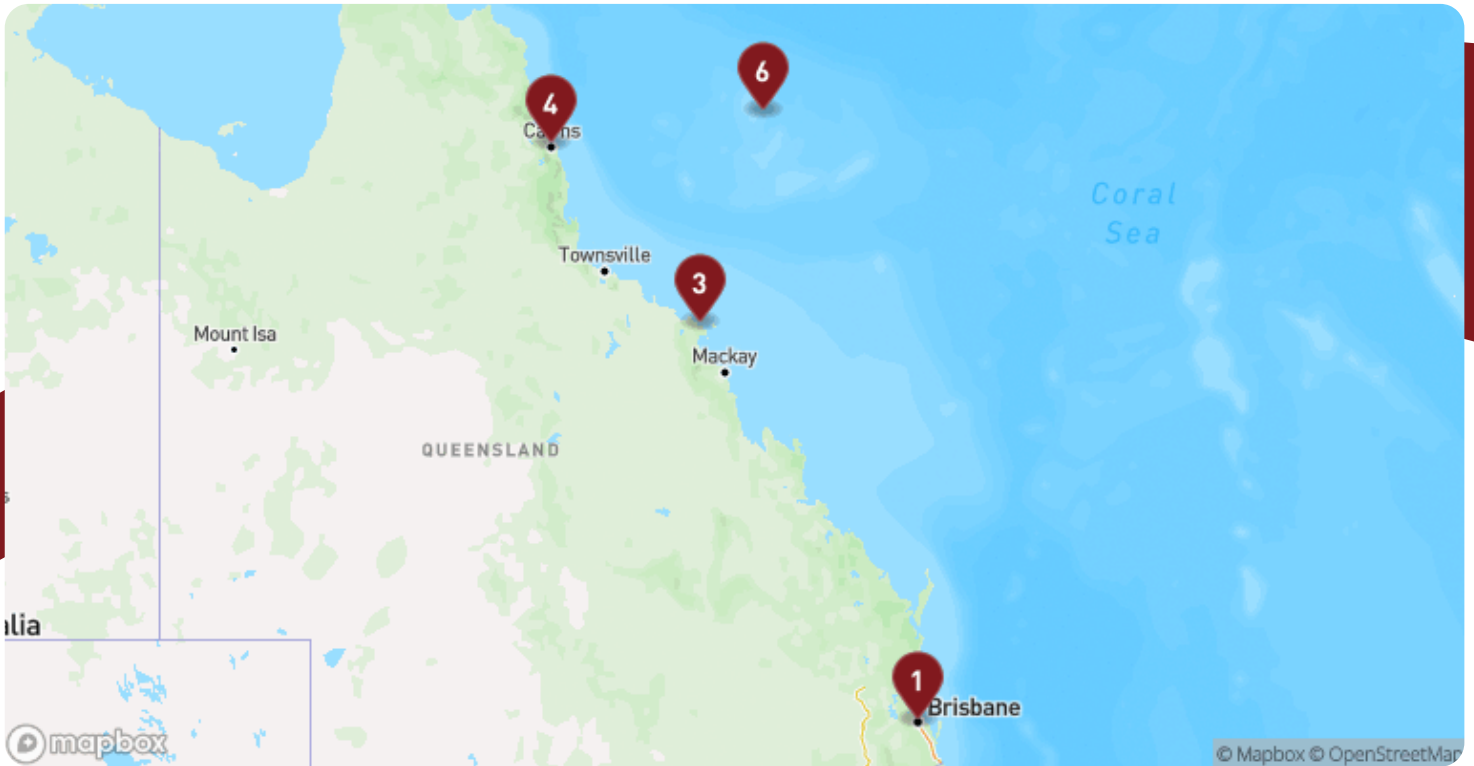 6
4
Cairns
Coral
Sea
Townsville
3
Mount Isa
Mackay
QUEENSLAND
s
alia
1
Brisbane
mapbox
© Mapbox © OpenStreetMap